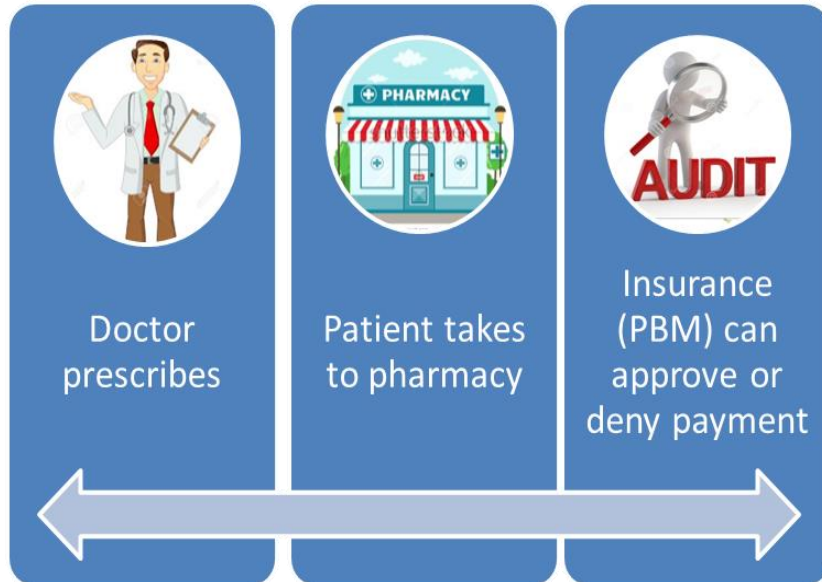 PHARMACY
AUDIT
Doctor
prescribes
Patient takes
to pharmacy
Insurance
(PBM) can
approve or
deny payment